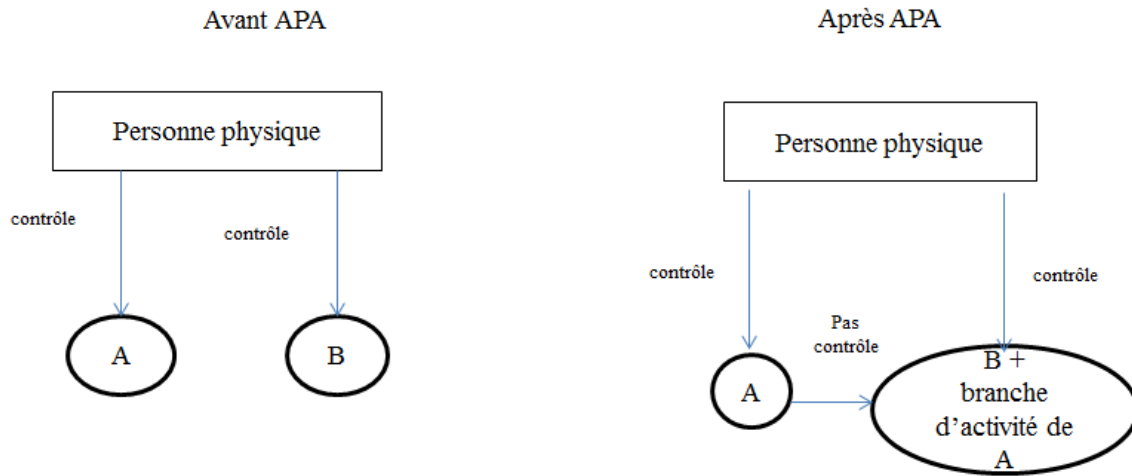 Avant APA
Personne physique
contrôle
contrôle
A
B
Après APA
Personne physique
contrôle
contrôle
Pas
contrôle
A
B +
branche
d'activité de
A